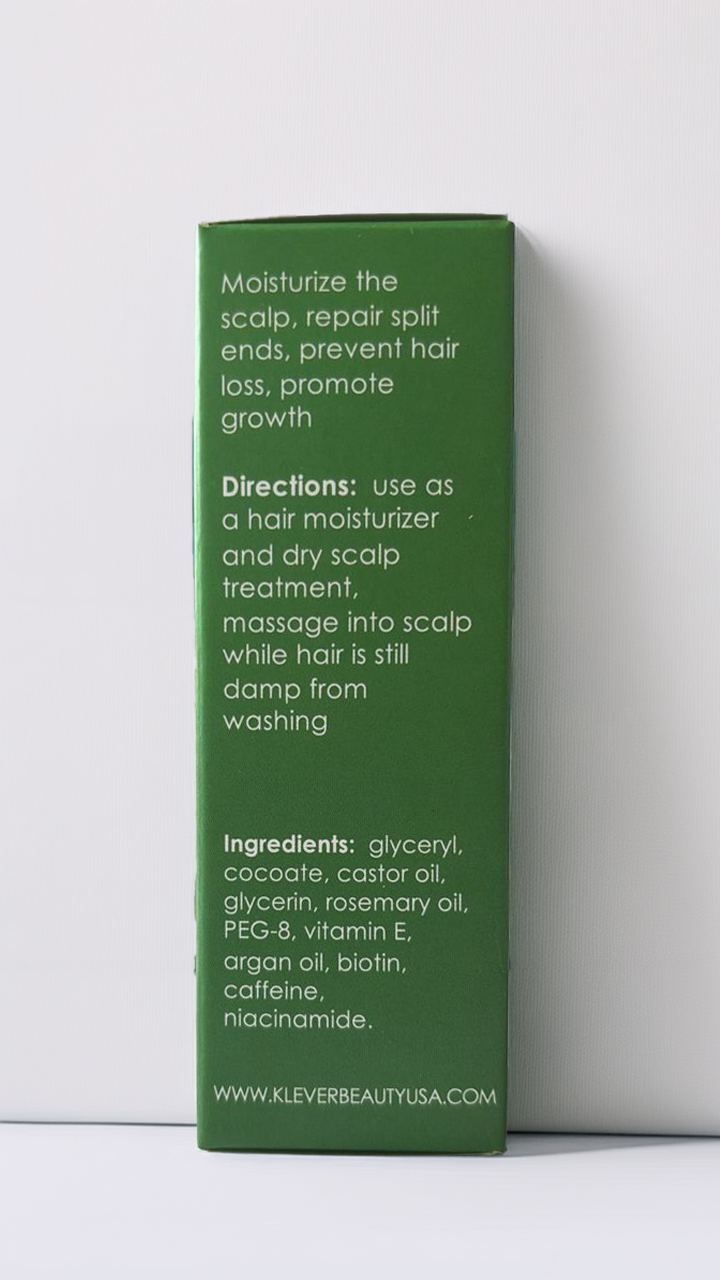 Moisturize the
scalp, repair split
ends, prevent hair
loss, promote
growth
Directions: use as
a hair moisturizer
and dry scalp
treatment,
massage into scalp
while hair is still
damp from
washing
Ingredients: glyceryl,
cocoate, castor oil,
glycerin, rosemary oil,
PEG-8, vitamin E,
argan oil, biotin,
caffeine,
niacinamide.
WWW.KLEVERBEAUTYUSA.COM